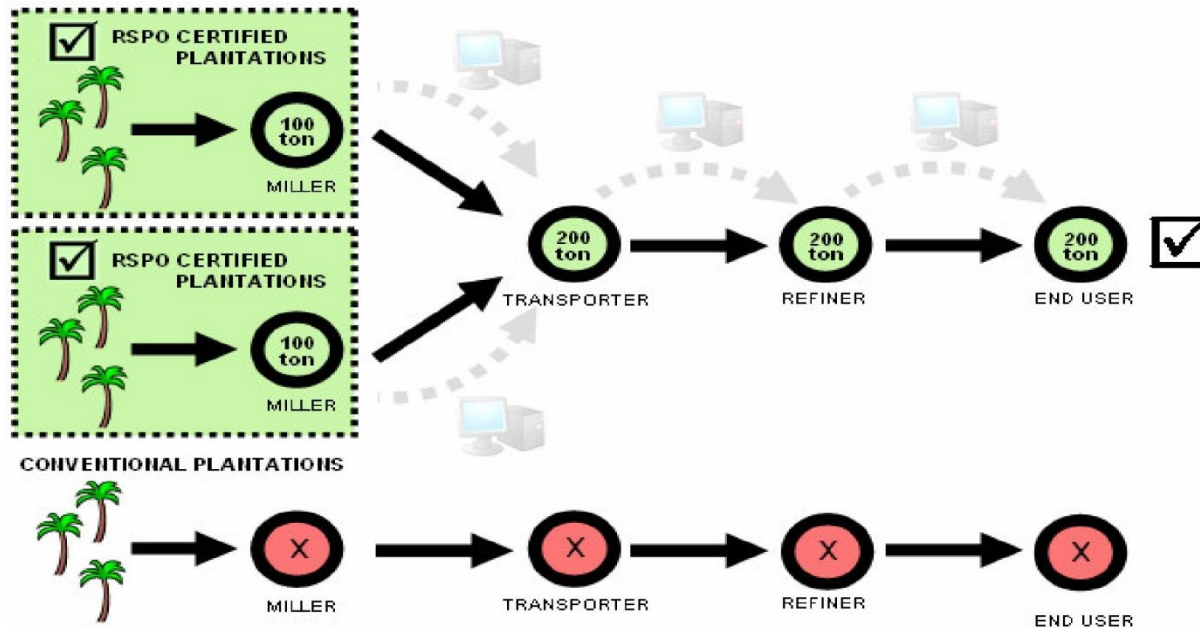 RSPO CERTIFIED
PLANTATIONS
100
ton
MILLER
RSPO CERTIFIED
PLANTATIONS
100
ton
MILLER
200
ton
TRANSPORTER
200
ton
REFINER
200
ton
END USER
CONVENTIONAL PLANTATIONS
X
MILLER
X
TRANSPORTER
X
REFINER
X
END USER